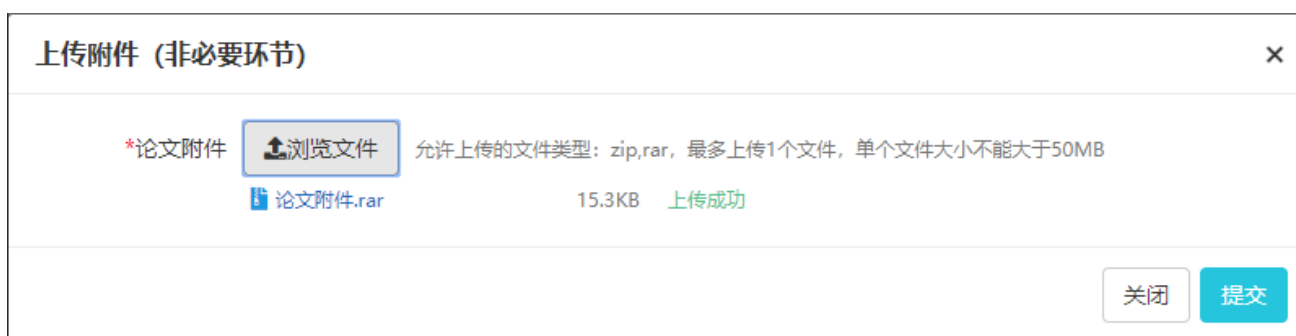 上传附件（非必要环节）
×
*论文附件 浏览文件 允许上传的文件类型：zip,rar，最多上传1个文件，单个文件大小不能大于50MB
论文附件.rar 15.3KB 上传成功
关闭 提交